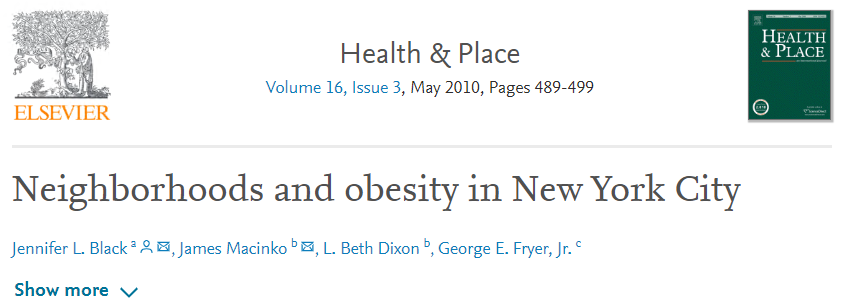 ELSEVIER
Health & Place
Volume 16, Issue 3, May 2010, Pages 489-499
HEALTH
& PLACE
Neighborhoods and obesity in New York City
Jennifer L. Black a, James Macinko b, L. Beth Dixon b, George E. Fryer, Jr. c
Show more